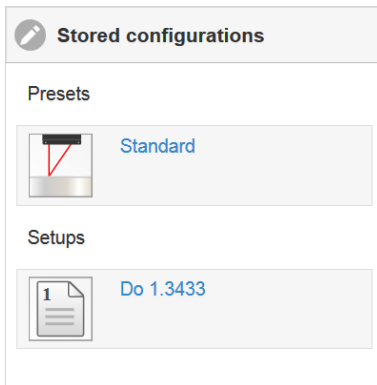 Stored configurations
Presets
Standard
Setups
1
Do 1.3433